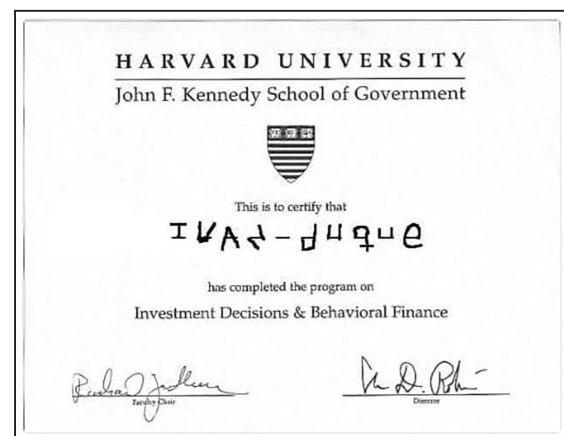 HARVARD UNIVERSITY
John F. Kennedy School of Government
This is to certify that
has completed the program on
Investment Decisions & Behavioral Finance
Faculty Chair
Director